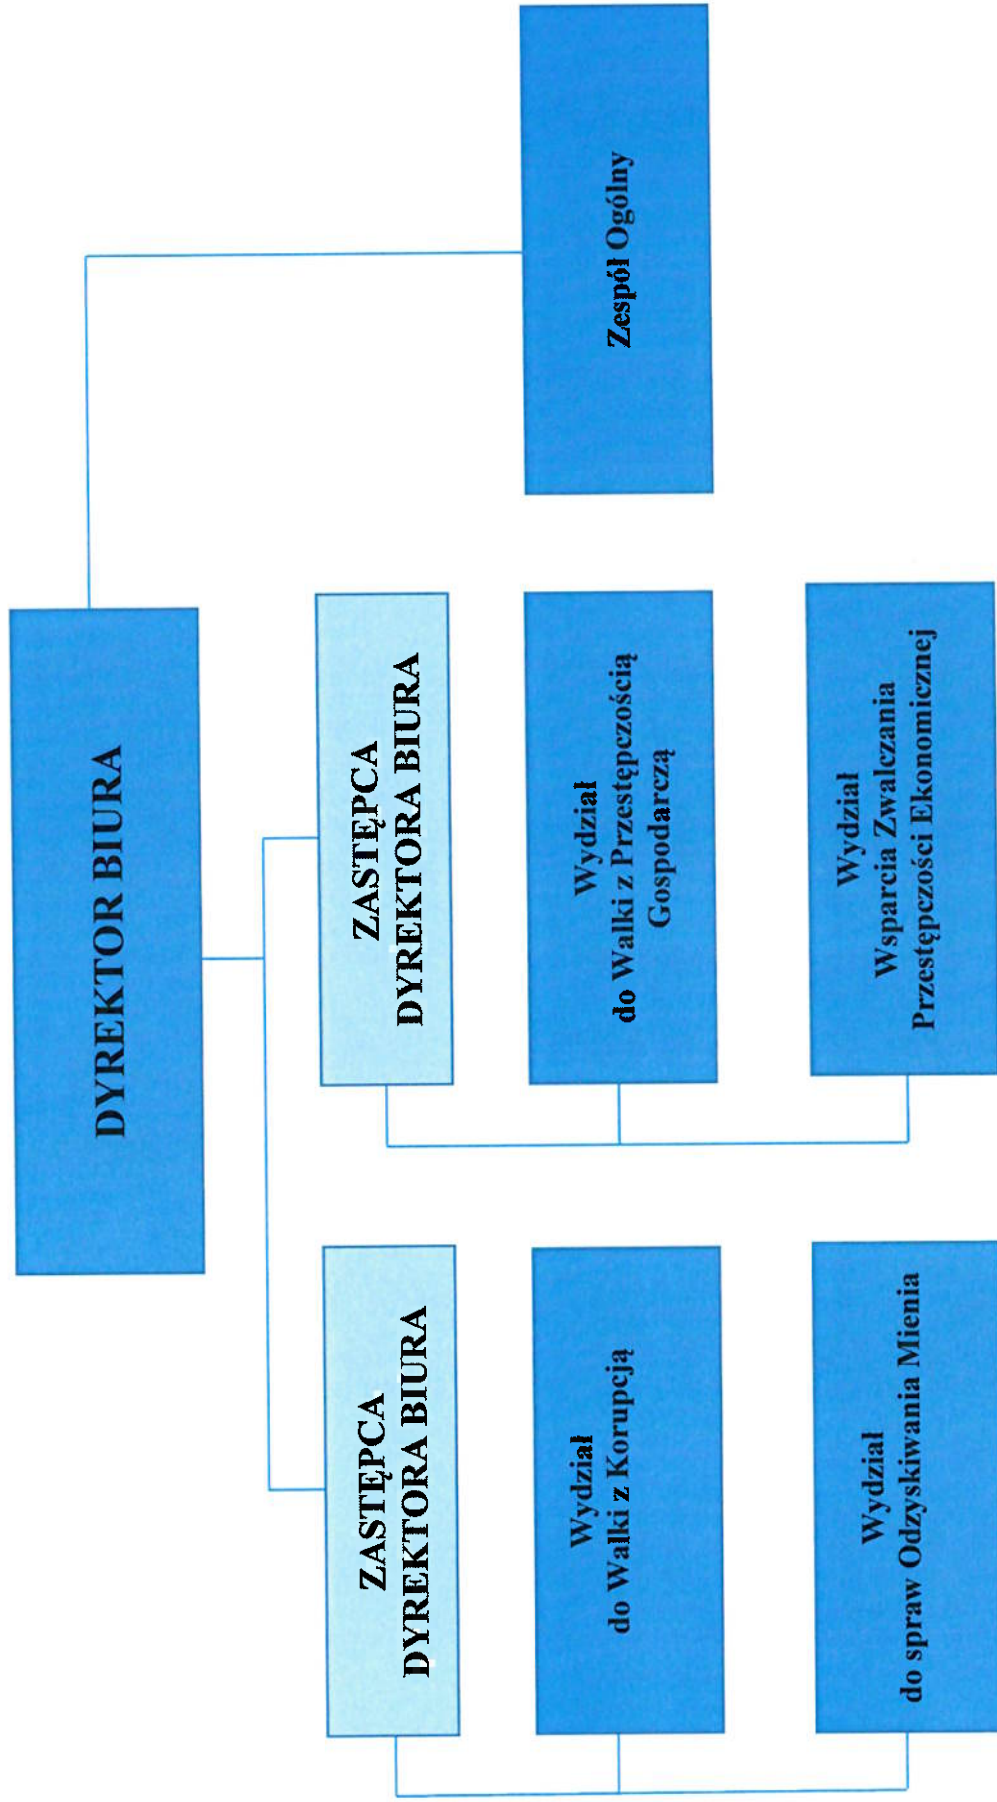 DYREKTOR BIURA
ZASTĘPCA
DYREKTORA BIURA
Wydział
do Walki z Korupcją
Wydział
do spraw Odzyskiwania Mienia
ZASTĘPCA
DYREKTORA BIURA
Wydział
do Walki z Przestępczością
Gospodarczą
Wydział
Wsparcia Zwalczania
Przestępczości Ekonomicznej
Zespół Ogólny